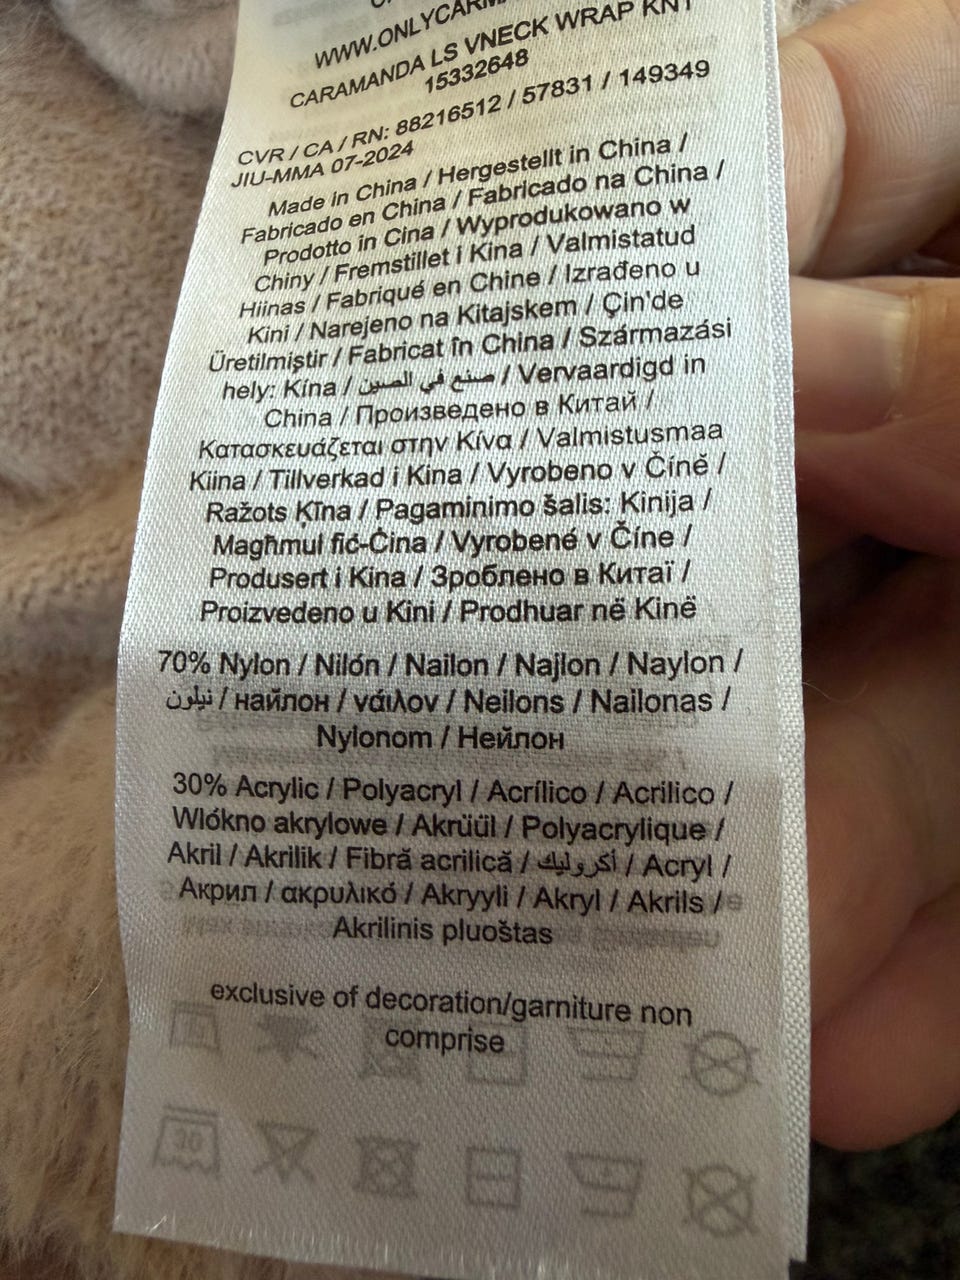 WWW.ONLYCARM
CARAMANDA LS VNECK WRAP KNT
15332648
CVR / CA / RN: 88216512 / 57831 / 149349
JIU-MMA 07-2024
Made in China / Hergestellt in China /
Fabricado en China / Fabricado na China /
Prodotto in Cina / Wyprodukowano w
Chiny / Fremstillet i Kina / Valmistatud
Hiinas / Fabriqué en Chine / Izrađeno u
Kini / Narejeno na Kitajskem / Çin'de
Üretilmiştir / Fabricat în China / Származási
hely: Kína / صنع في الصين / Vervaardigd in
China / Произведено в Китай /
Κατασκευάζεται στην Κίνα / Valmistusmaa
Kiina / Tillverkad i Kina / Vyrobeno v Číně /
Ražots Ķīna / Pagaminimo šalis: Kinija /
Magħmul fiċ-Ċina / Vyrobené v Číne /
Produsert i Kina / Зроблено в Китаї /
Proizvedeno u Kini / Prodhuar në Kinë
70% Nylon / Nilón / Nailon / Najlon / Naylon /
نيلون / найлон / νάιλον / Neilons / Nailonas /
Nylonom / Нейлон
30% Acrylic / Polyacryl / Acrílico / Acrilico /
Włókno akrylowe / Akrüül / Polyacrylique /
Akril / Akrilik / Fibră acrilică / أكروليك / Acryl /
Акрил / ακρυλικό / Akryyli / Akryl / Akrils /
Akrilinis pluoštas
exclusive of decoration/garniture non
comprise